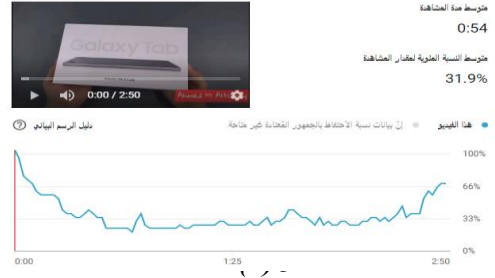 متوسط مدة المشاهدة
0:54
متوسط النسبة المئوية لمقدار المشاهدة
31.9%
Galaxy Tab
0:00 / 2:50
هذا الفيديو
إنّ بيانات نسبة الاحتفاظ بالجمهور المُعتادة غير متاحة
دليل الرسم البياني
100%
66%
33%
0%
0:00
1:25
2:50